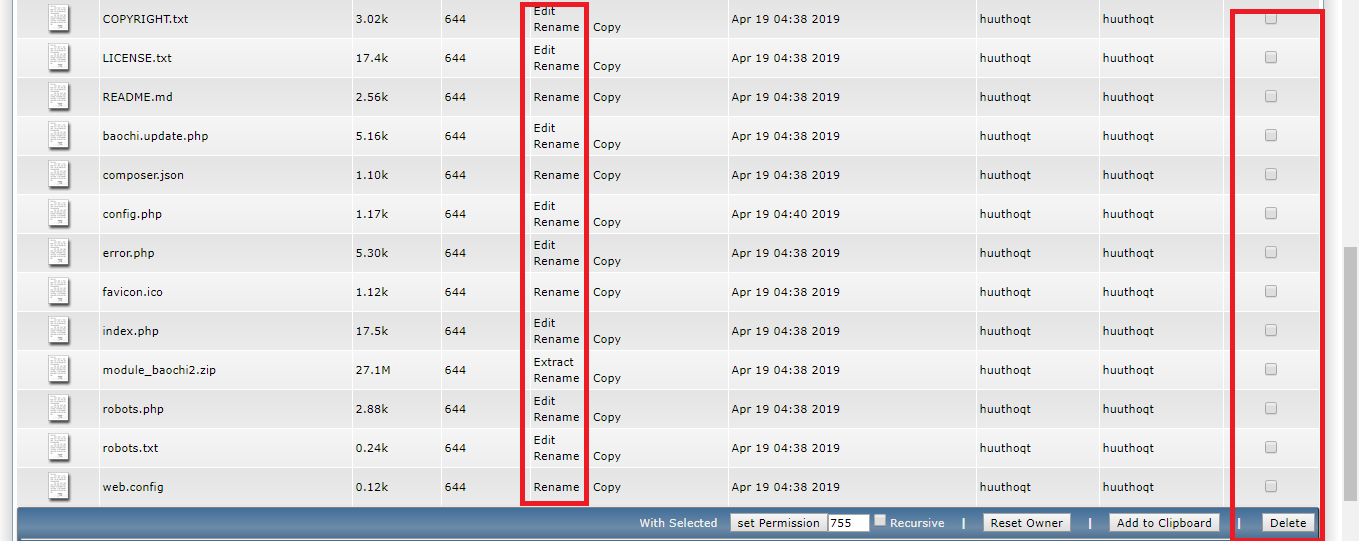 COPYRIGHT.txt 3.02k 644 Edit Rename Copy Apr 19 04:38 2019 huuthoqt huuthoqt
LICENSE.txt 17.4k 644 Edit Rename Copy Apr 19 04:38 2019 huuthoqt huuthoqt
README.md 2.56k 644 Rename Copy Apr 19 04:38 2019 huuthoqt huuthoqt
baochi.update.php 5.16k 644 Edit Rename Copy Apr 19 04:38 2019 huuthoqt huuthoqt
composer.json 1.10k 644 Rename Copy Apr 19 04:38 2019 huuthoqt huuthoqt
config.php 1.17k 644 Edit Rename Copy Apr 19 04:40 2019 huuthoqt huuthoqt
error.php 5.30k 644 Edit Rename Copy Apr 19 04:38 2019 huuthoqt huuthoqt
favicon.ico 1.12k 644 Rename Copy Apr 19 04:38 2019 huuthoqt huuthoqt
index.php 17.5k 644 Edit Rename Copy Apr 19 04:38 2019 huuthoqt huuthoqt
module_baochi2.zip 27.1M 644 Extract Rename Copy Apr 19 04:38 2019 huuthoqt huuthoqt
robots.php 2.88k 644 Edit Rename Copy Apr 19 04:38 2019 huuthoqt huuthoqt
robots.txt 0.24k 644 Edit Rename Copy Apr 19 04:38 2019 huuthoqt huuthoqt
web.config 0.12k 644 Rename Copy Apr 19 04:38 2019 huuthoqt huuthoqt
With Selected set Permission 755 Recursive | Reset Owner | Add to Clipboard | Delete